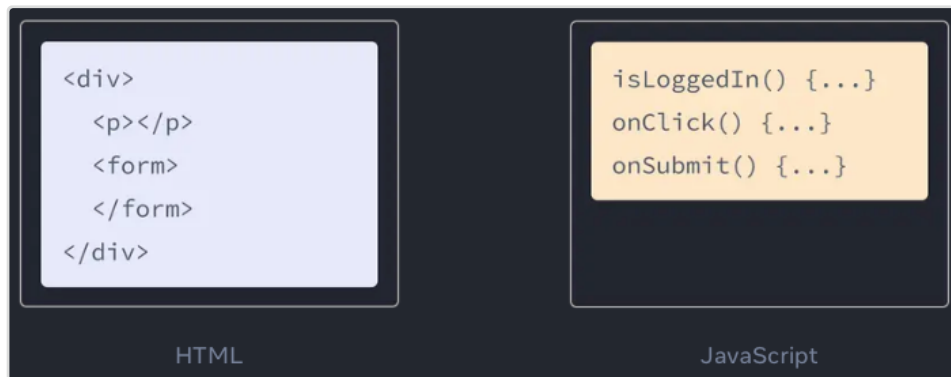 <div>
  <p></p>
  <form>
  </form>
</div>
HTML
isLoggedIn() {...}
onClick() {...}
onSubmit() {...}
JavaScript